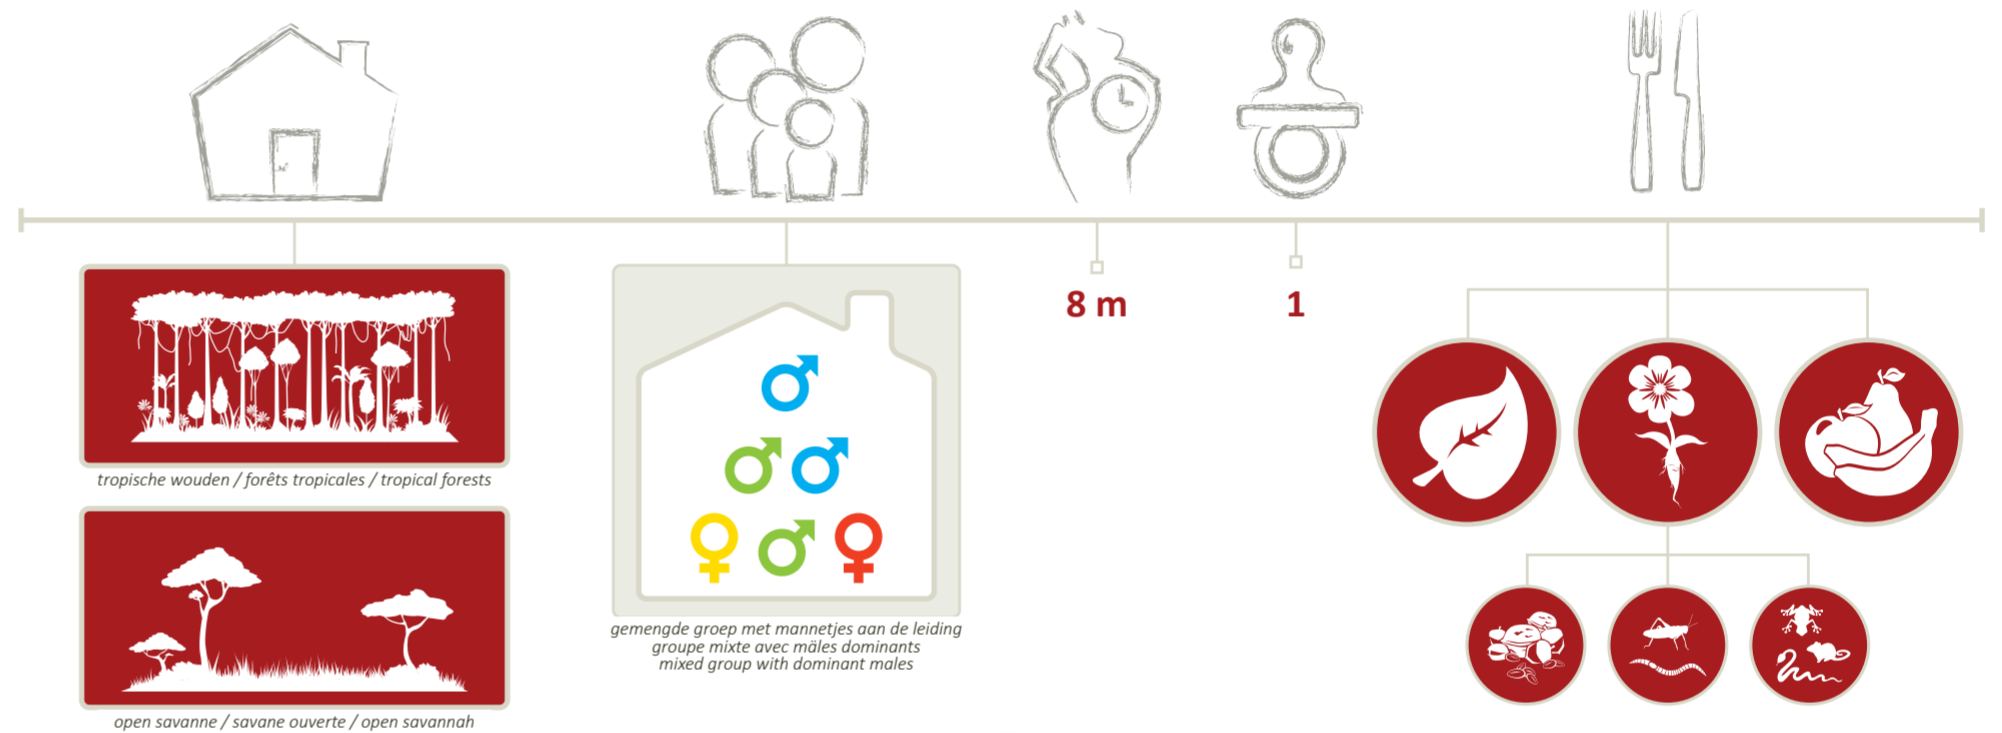 8 m
1
tropische wouden / forêts tropicales / tropical forests
gemengde groep met mannetjes aan de leiding
groupe mixte avec mäles dominants
mixed group with dominant males
open savanne / savane ouverte / open savannah